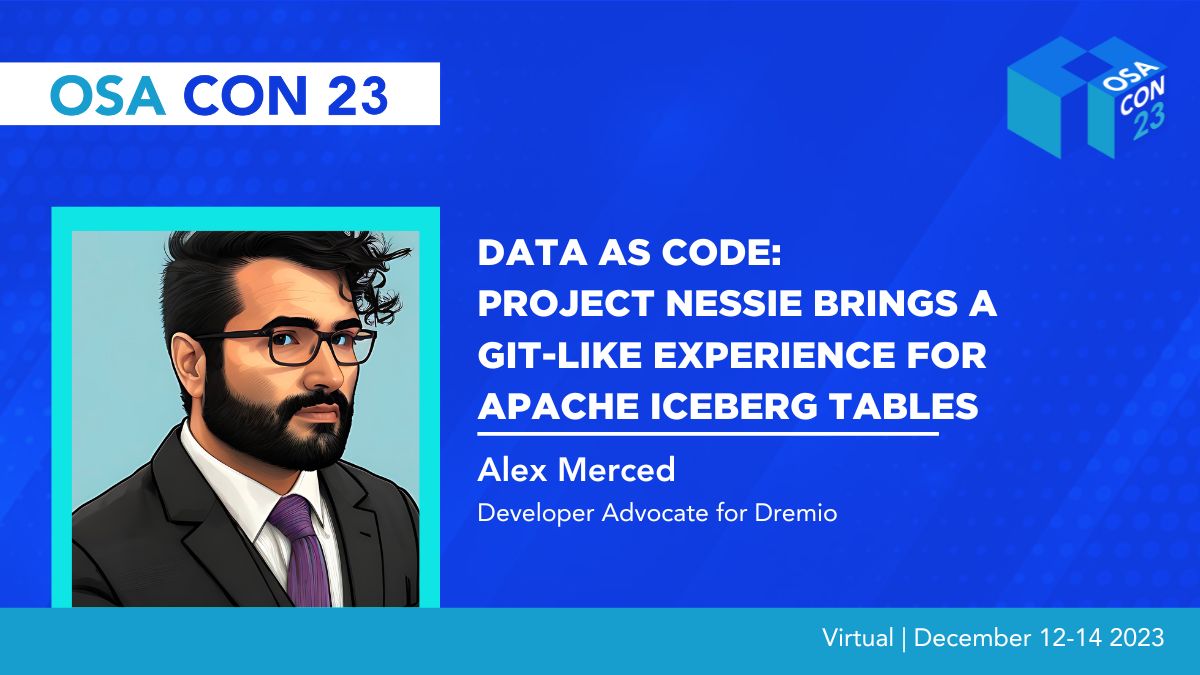 OSA CON 23
OSA
CON
23
DATA AS CODE:
PROJECT NESSIE BRINGS A
GIT-LIKE EXPERIENCE FOR
APACHE ICEBERG TABLES
Alex Merced
Developer Advocate for Dremio
Virtual | December 12-14 2023